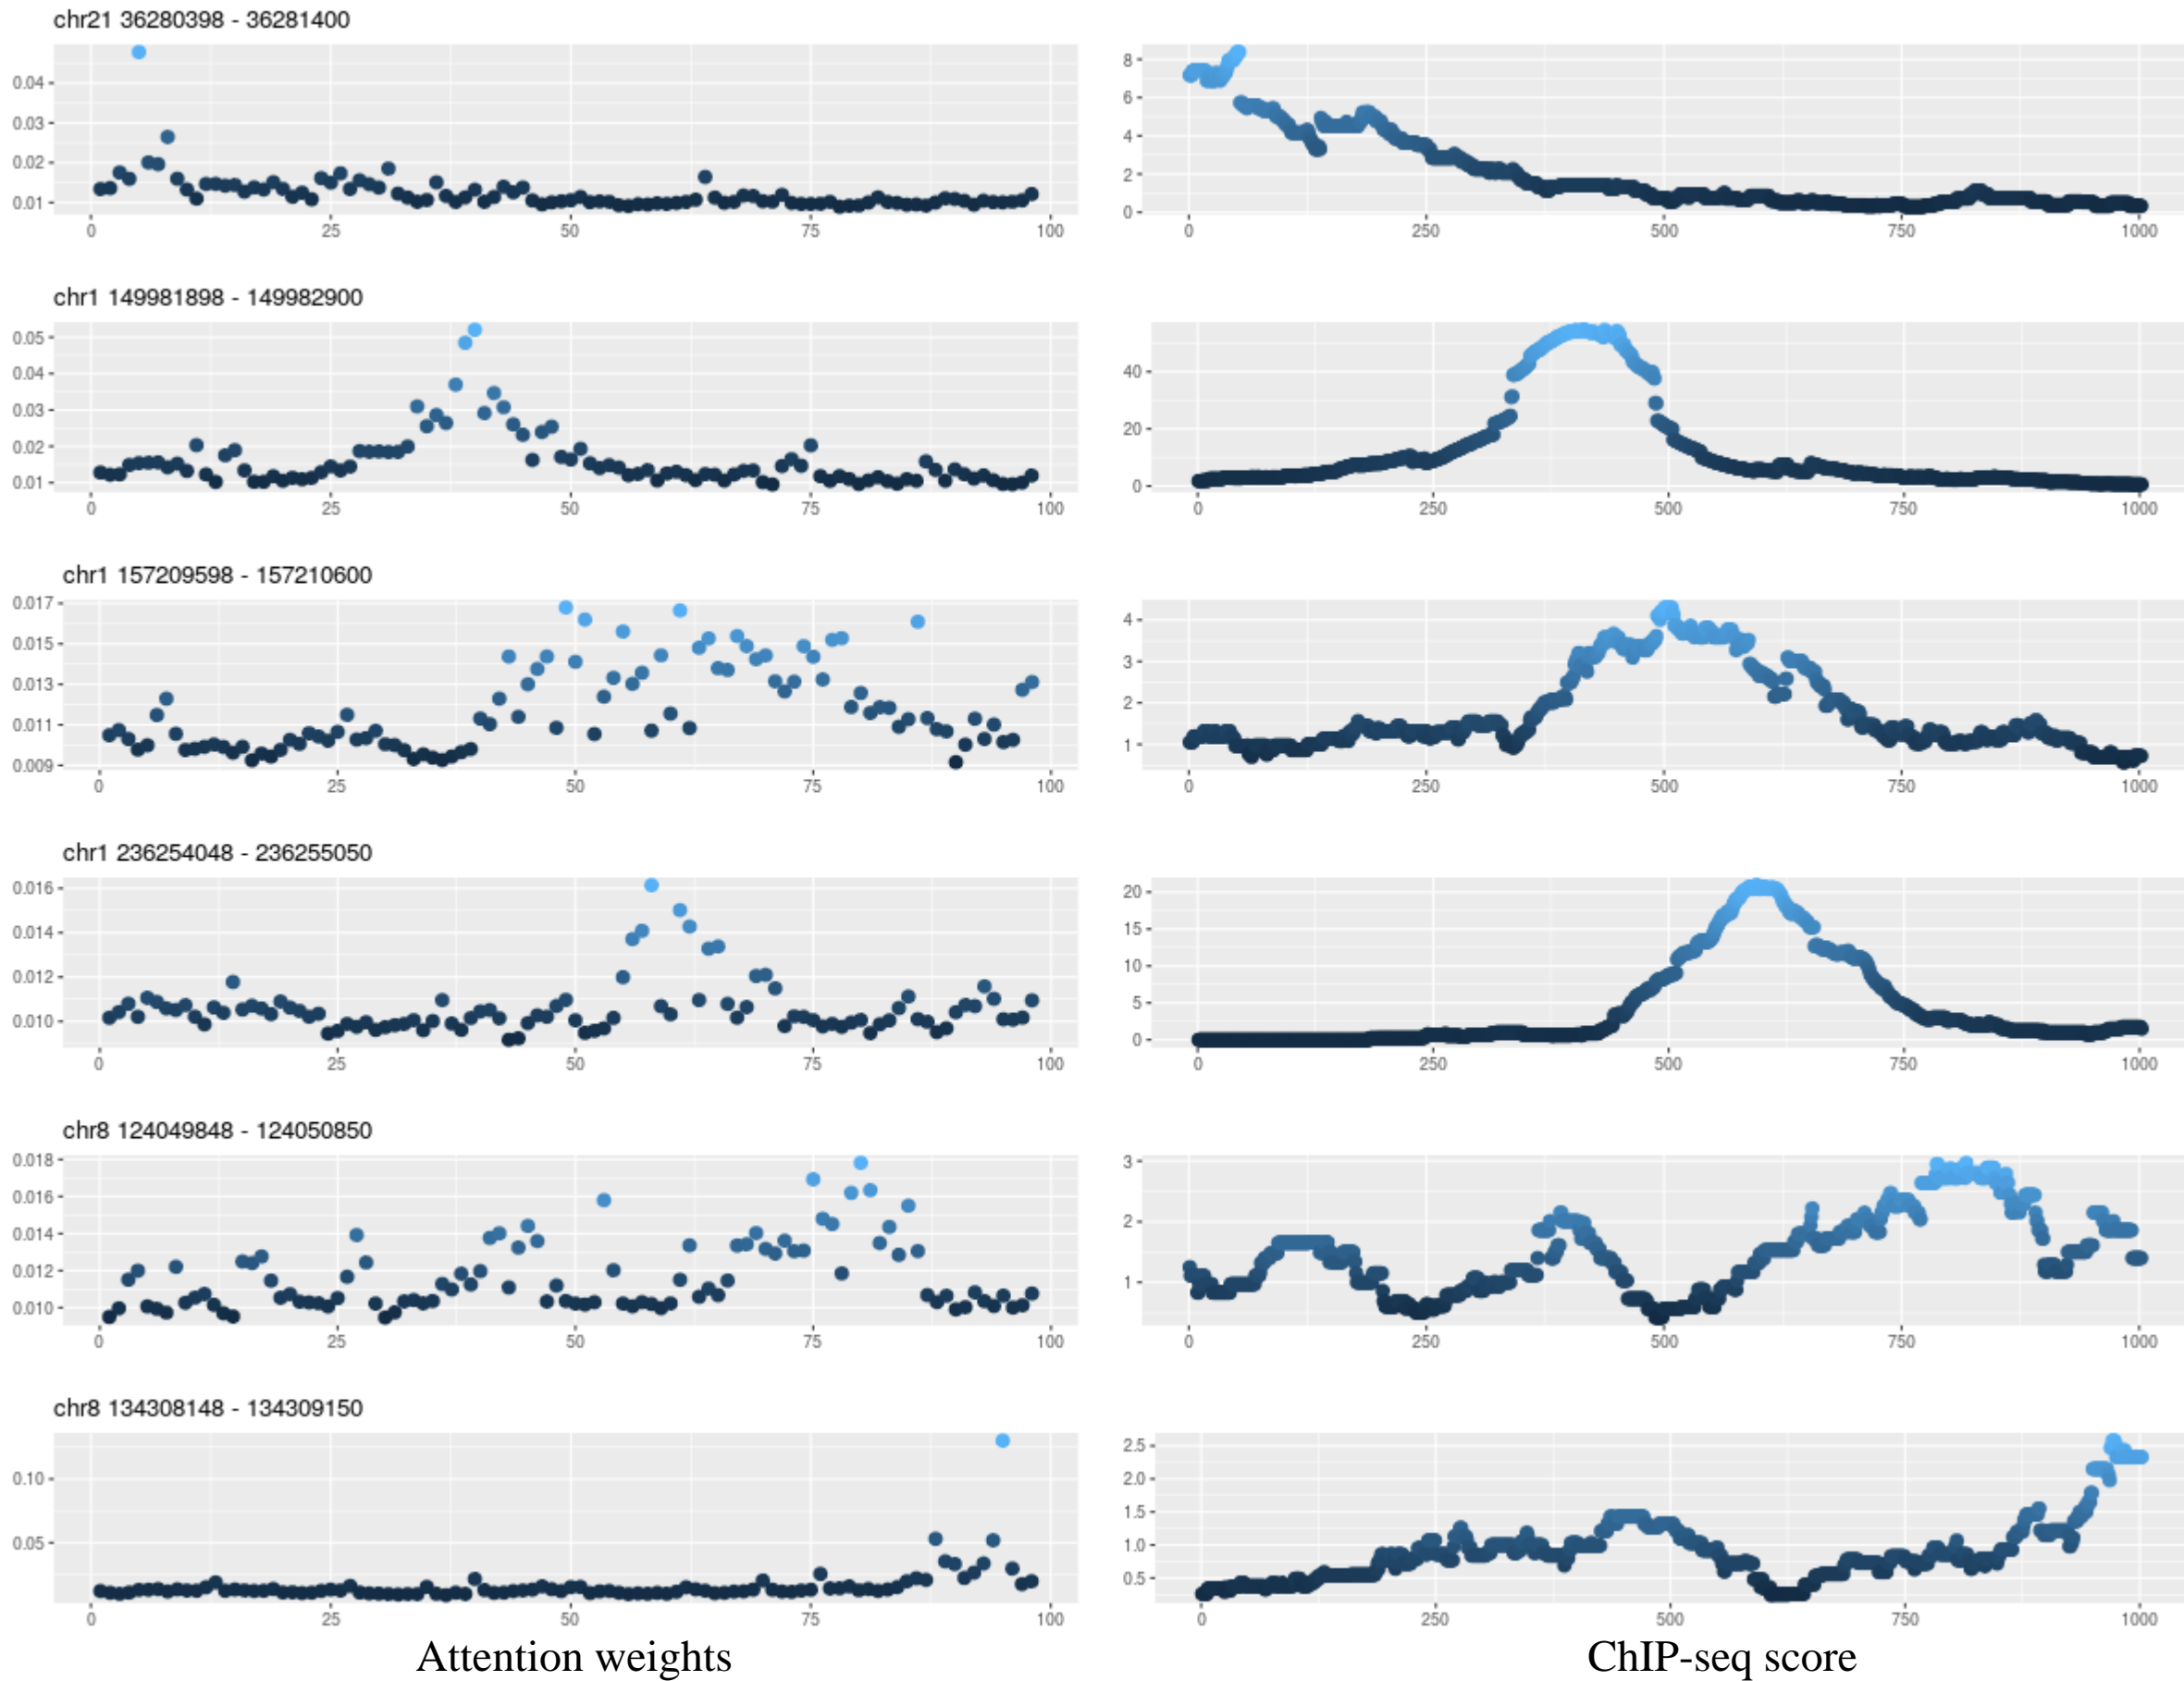 chr21 36280398 - 36281400
0.04
0.03
0.02
0.01
0 25 50 75 100
8
6
4
2
0
0 250 500 750 1000
chr1 149981898 - 149982900
0.05
0.04
0.03
0.02
0.01
0 25 50 75 100
40
20
0
0 250 500 750 1000
chr1 157209598 - 157210600
0.017
0.015
0.013
0.011
0.009
0 25 50 75 100
4
3
2
1
0 250 500 750 1000
chr1 236254048 - 236255050
0.016
0.014
0.012
0.010
0 25 50 75 100
20
15
10
5
0
0 250 500 750 1000
chr8 124049848 - 124050850
0.018
0.016
0.014
0.012
0.010
0 25 50 75 100
3
2
1
0 250 500 750 1000
chr8 134308148 - 134309150
0.10
0.05
0 25 50 75 100
2.5
2.0
1.5
1.0
0.5
0 250 500 750 1000
Attention weights
ChIP-seq score